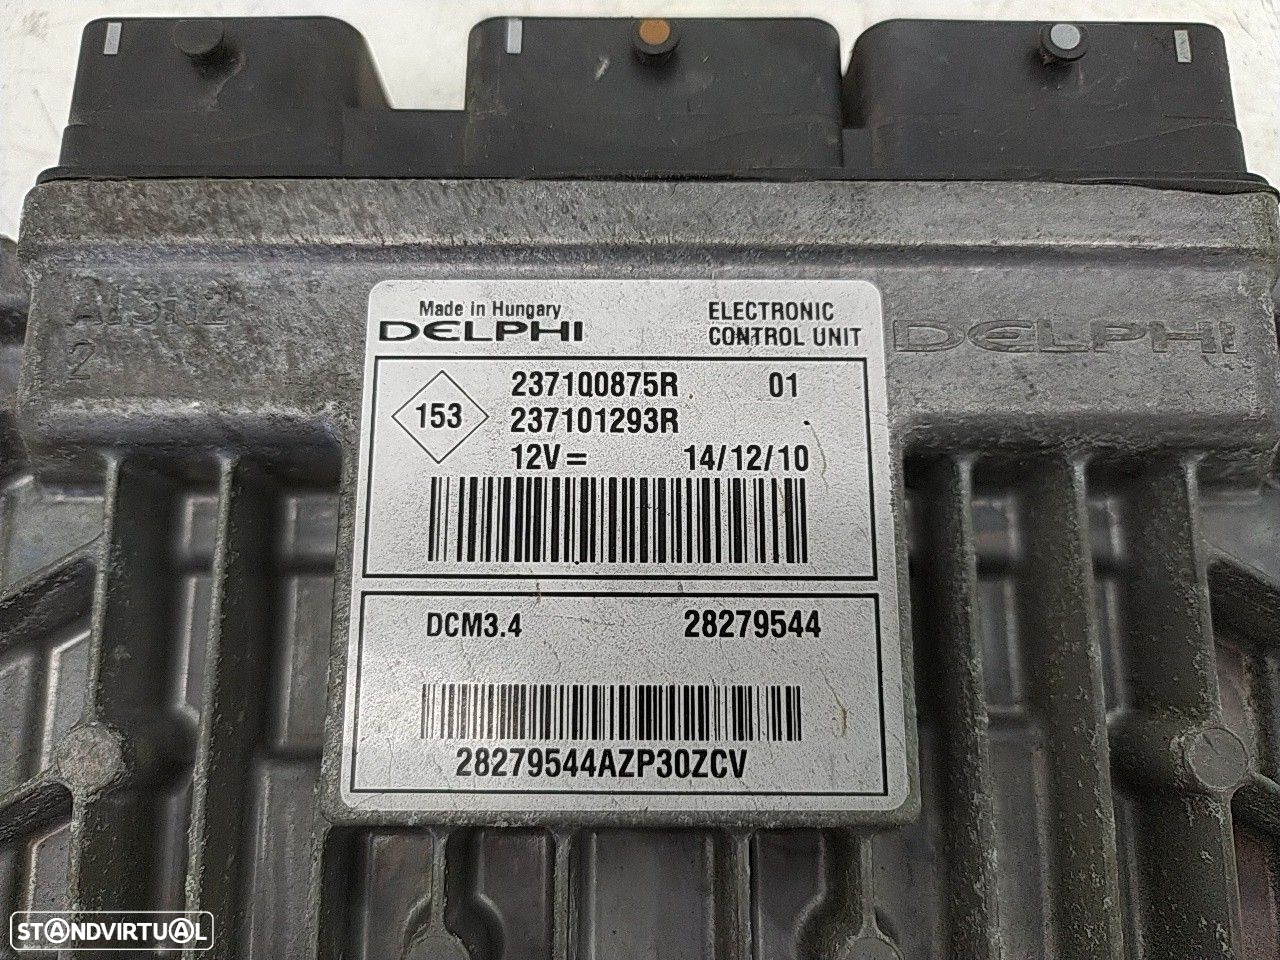 Made in Hungary
DELPHI
ELECTRONIC
CONTROL UNIT
DELPHI
2
153
237100875R 01
237101293R
12V= 14/12/10
DCM3.4 28279544
28279544AZP30ZCV
STANDVIRTUAL